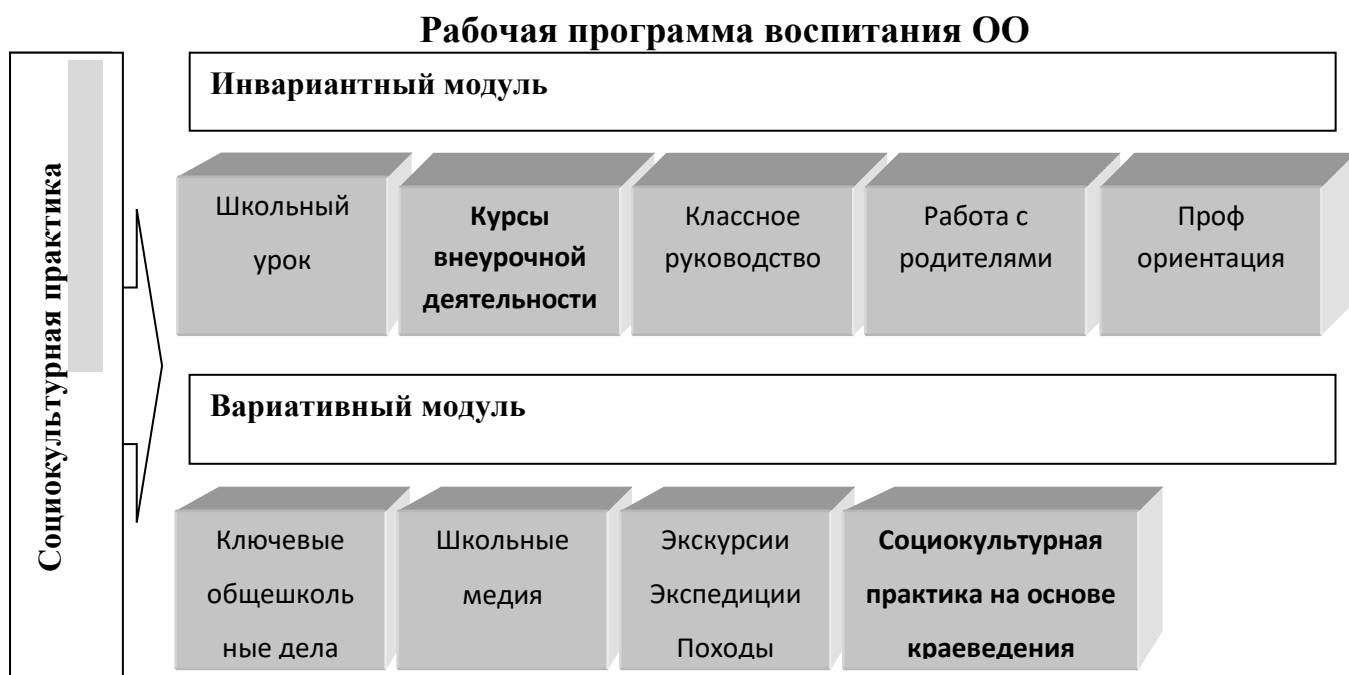 Рабочая программа воспитания ОО
Социокультурная практика
Инвариантный модуль
Школьный
урок
Курсы
внеурочной
деятельности
Классное
руководство
Работа с
родителями
Проф
ориентация
Вариативный модуль
Ключевые
общешколь
ные дела
Школьные
медия
Экскурсии
Экспедиции
Походы
Социокультурная
практика на основе
краеведения